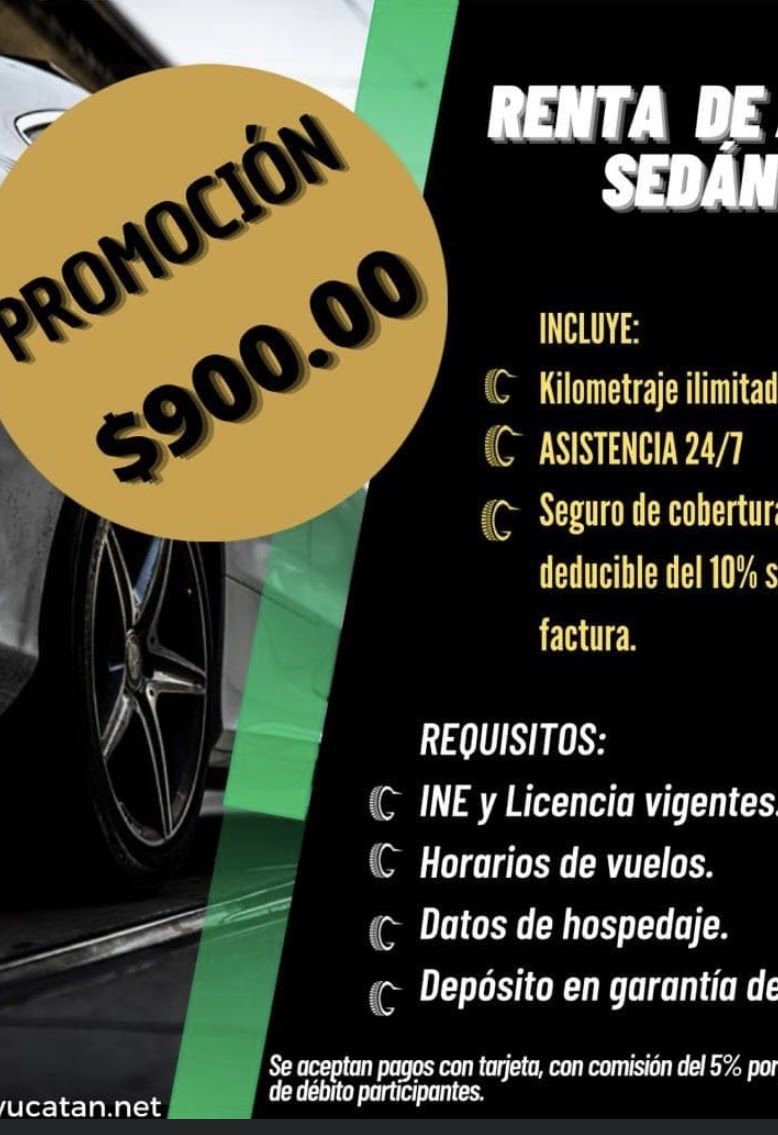 PROMOCIÓN
$900.00
RENTA DE
SEDÁN
INCLUYE:
Kilometraje ilimitad
ASISTENCIA 24/7
Seguro de cobertura
deducible del 10% s
factura.
REQUISITOS:
INE y Licencia vigentes.
Horarios de vuelos.
Datos de hospedaje.
Depósito en garantía de
Se aceptan pagos con tarjeta, con comisión del 5% por
de débito participantes.
yucatan.net